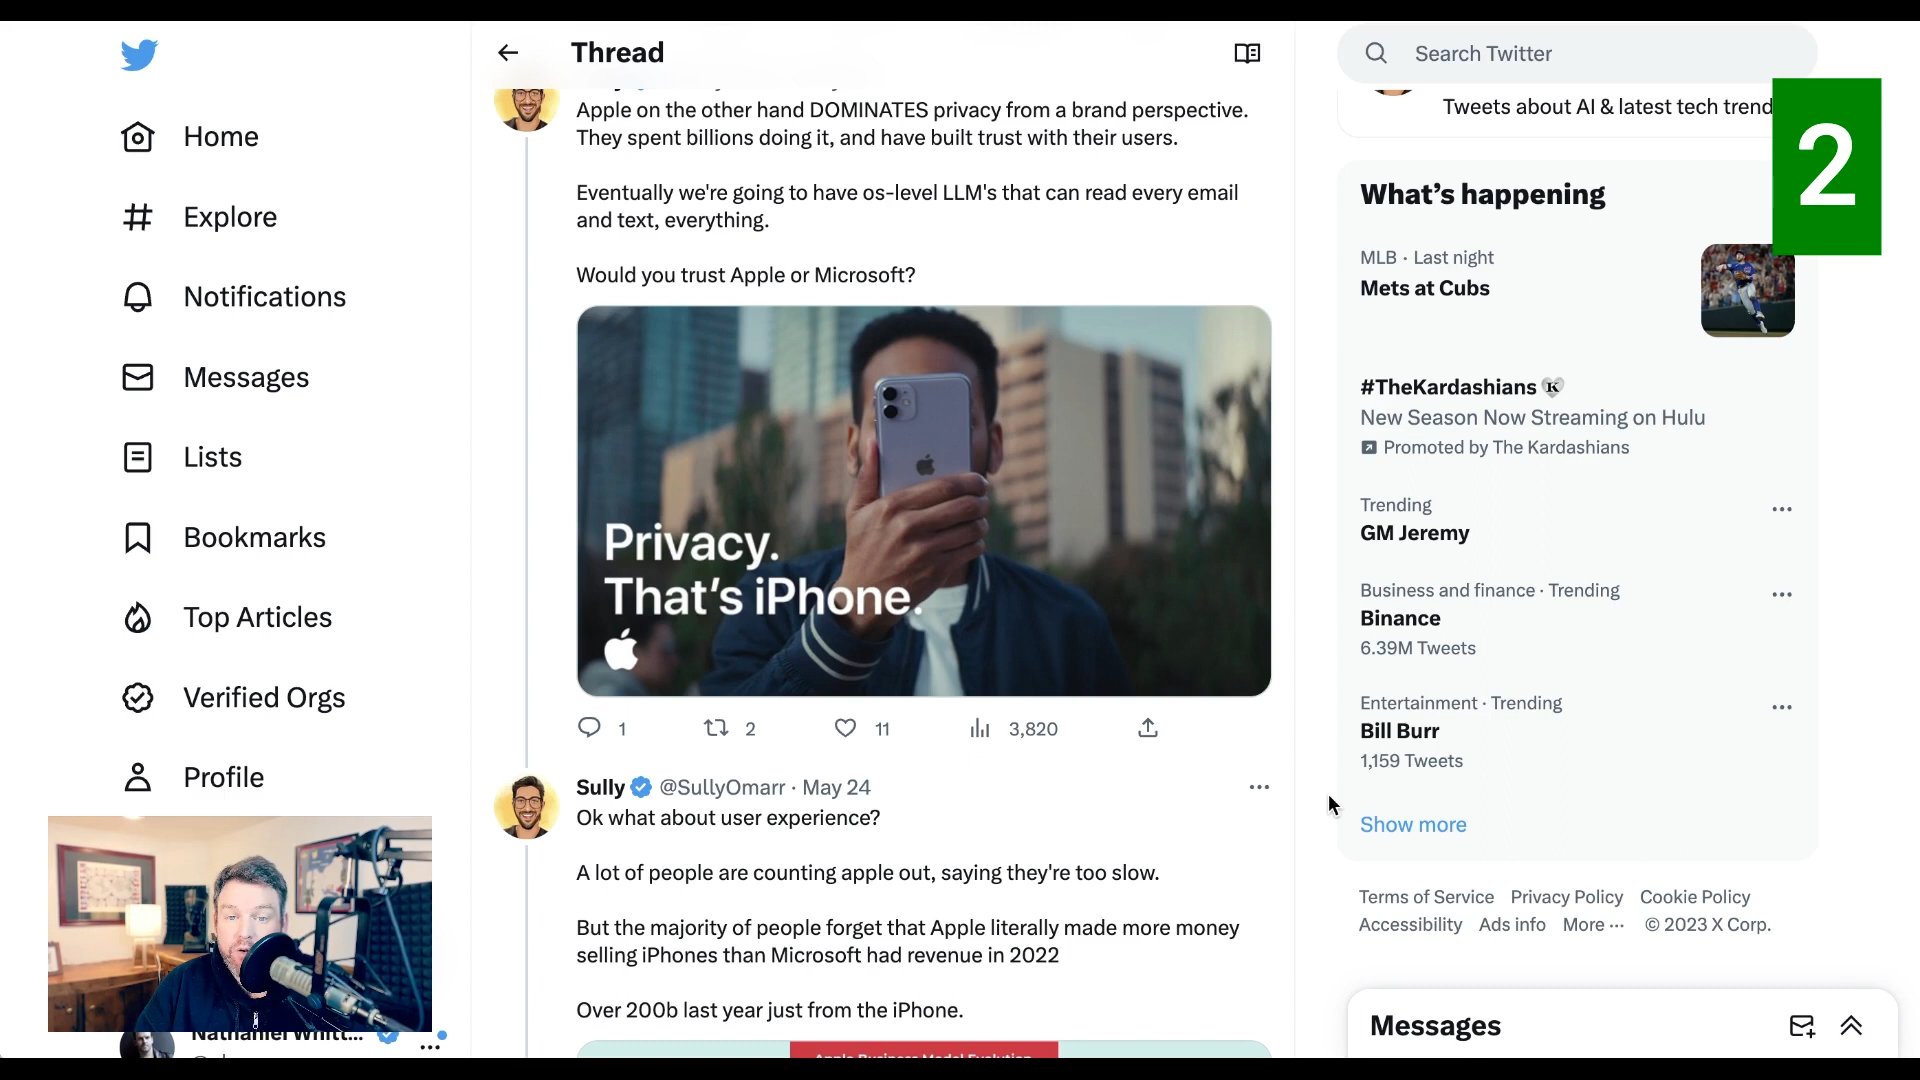 Thread
Search Twitter
Home
Explore
Notifications
Messages
Lists
Bookmarks
Top Articles
Verified Orgs
Profile
Apple on the other hand DOMINATES privacy from a brand perspective.
They spent billions doing it, and have built trust with their users.
Eventually we're going to have os-level LLM's that can read every email
and text, everything.
Would you trust Apple or Microsoft?
Privacy.
That's iPhone.
1
2
11
3,820
Sully @SullyOmarr · May 24
Ok what about user experience?
A lot of people are counting apple out, saying they're too slow.
But the majority of people forget that Apple literally made more money
selling iPhones than Microsoft had revenue in 2022
Over 200b last year just from the iPhone.
Apple Business Model Evolution
Tweets about AI & latest tech trend
2
What's happening
MLB · Last night
Mets at Cubs
#TheKardashians K
New Season Now Streaming on Hulu
Promoted by The Kardashians
Trending
GM Jeremy
Business and finance · Trending
Binance
6.39M Tweets
Entertainment · Trending
Bill Burr
1,159 Tweets
Show more
Terms of Service Privacy Policy Cookie Policy
Accessibility Ads info More ··· © 2023 X Corp.
Messages
Nathaniel Whitt...